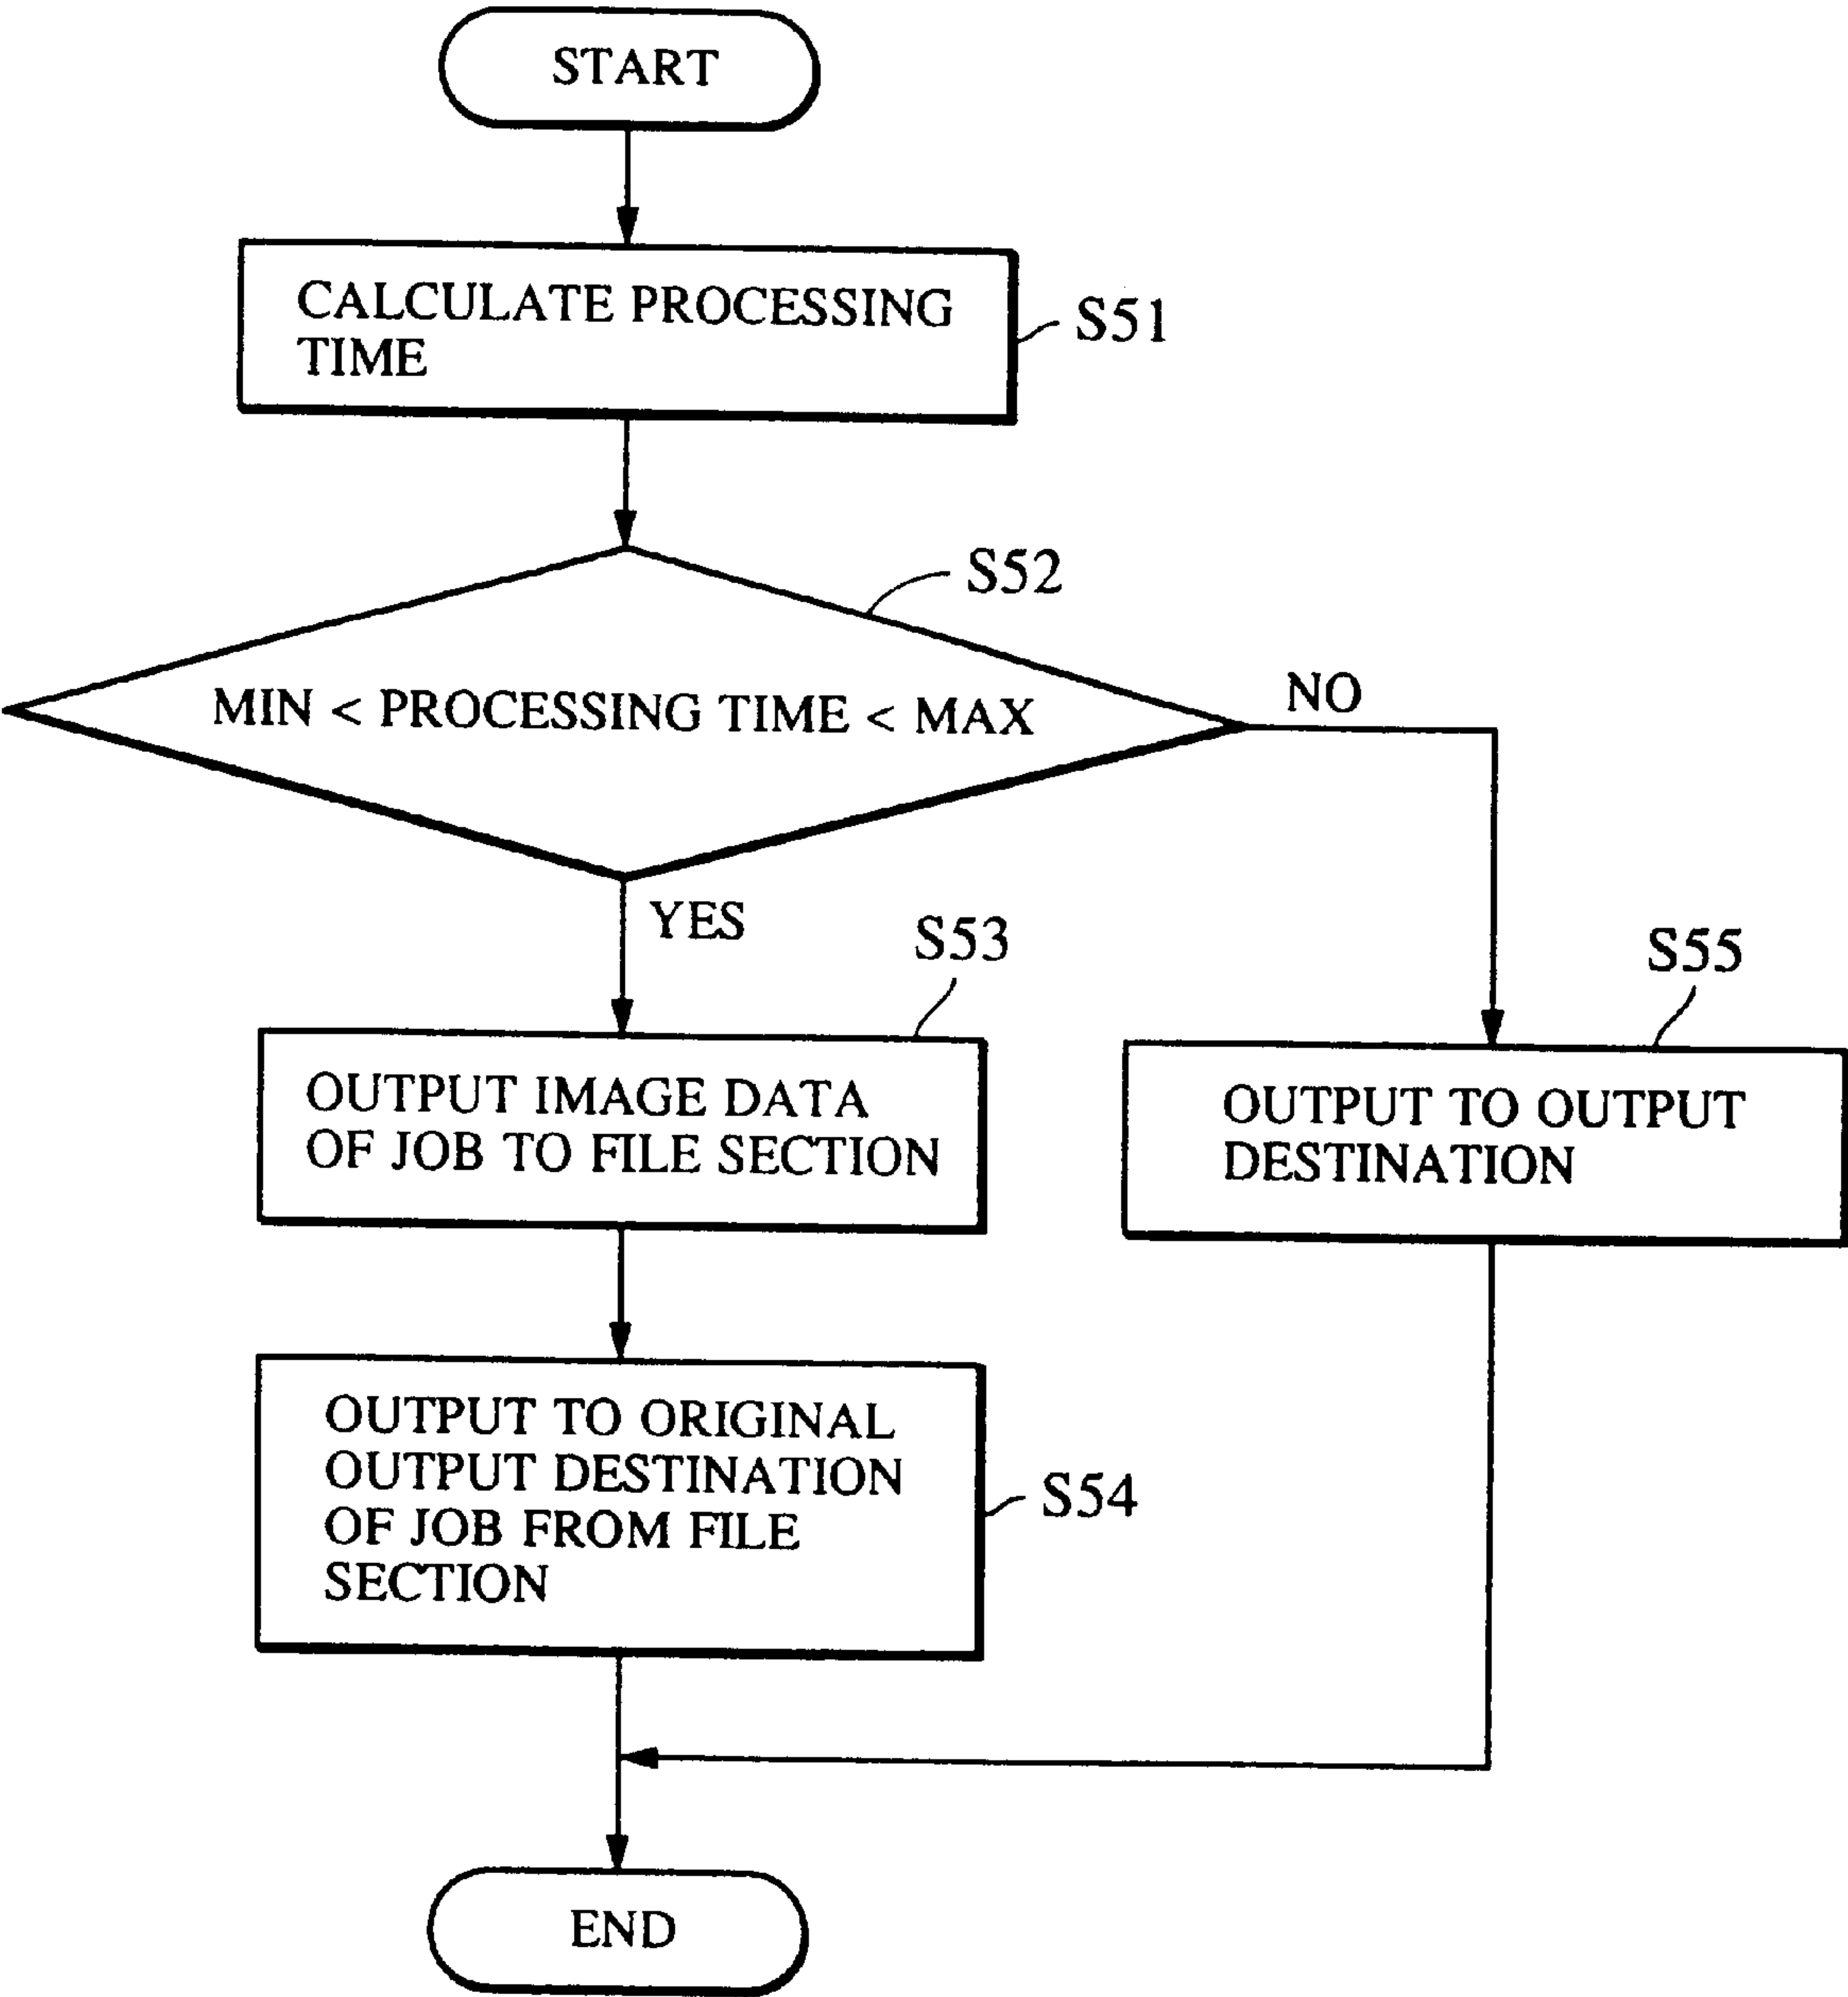 START
CALCULATE PROCESSING
TIME
S51
S52
MIN < PROCESSING TIME < MAX
NO
YES
S53
OUTPUT IMAGE DATA
OF JOB TO FILE SECTION
S55
OUTPUT TO OUTPUT
DESTINATION
OUTPUT TO ORIGINAL
OUTPUT DESTINATION
OF JOB FROM FILE
SECTION
S54
END